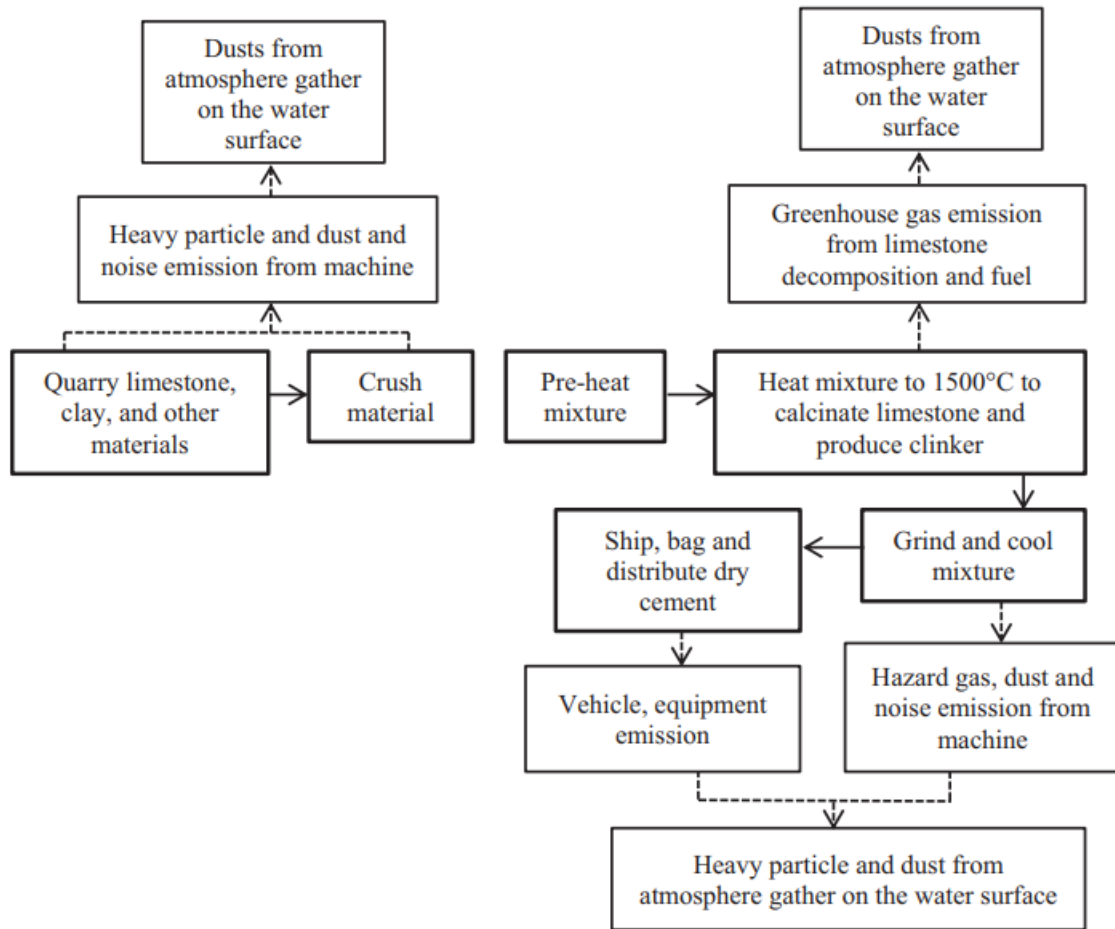 Dusts from
atmosphere gather
on the water
surface
Heavy particle and dust and
noise emission from machine
Quarry limestone,
clay, and other
materials
Crush
material
Dusts from
atmosphere gather
on the water
surface
Greenhouse gas emission
from limestone
decomposition and fuel
Pre-heat
mixture
Heat mixture to 1500°C to
calcinate limestone and
produce clinker
Ship, bag and
distribute dry
cement
Grind and cool
mixture
Vehicle, equipment
emission
Hazard gas, dust and
noise emission from
machine
Heavy particle and dust from
atmosphere gather on the water surface